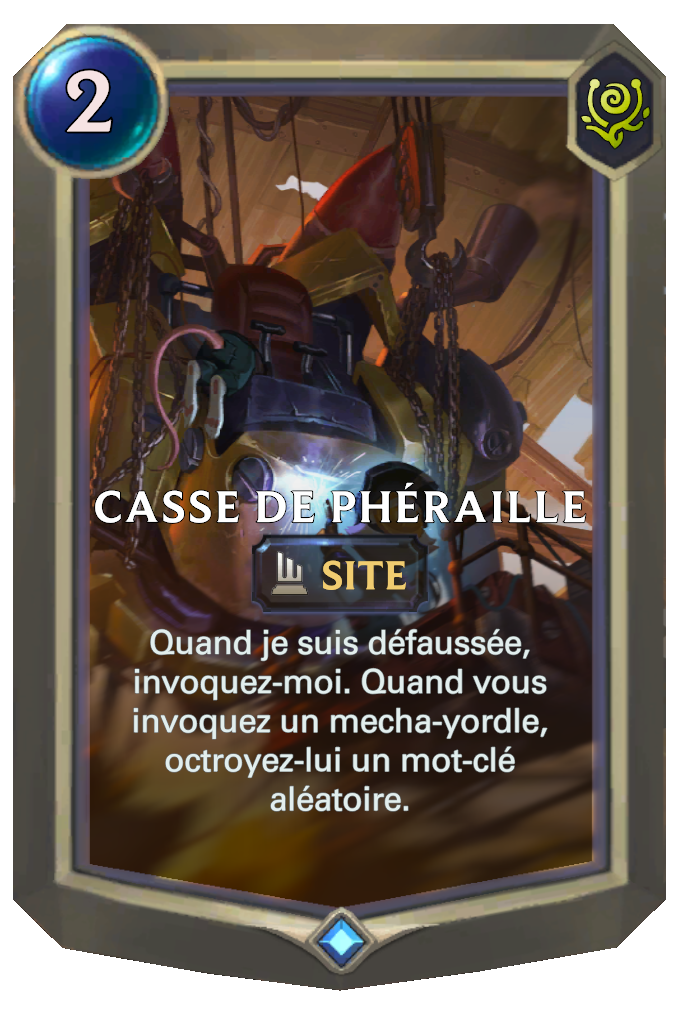 2
CASSE DE PHÉRAILLE
SITE
Quand je suis défaussée,
invoquez-moi. Quand vous
invoquez un mecha-yordle,
octroyez-lui un mot-clé
aléatoire.